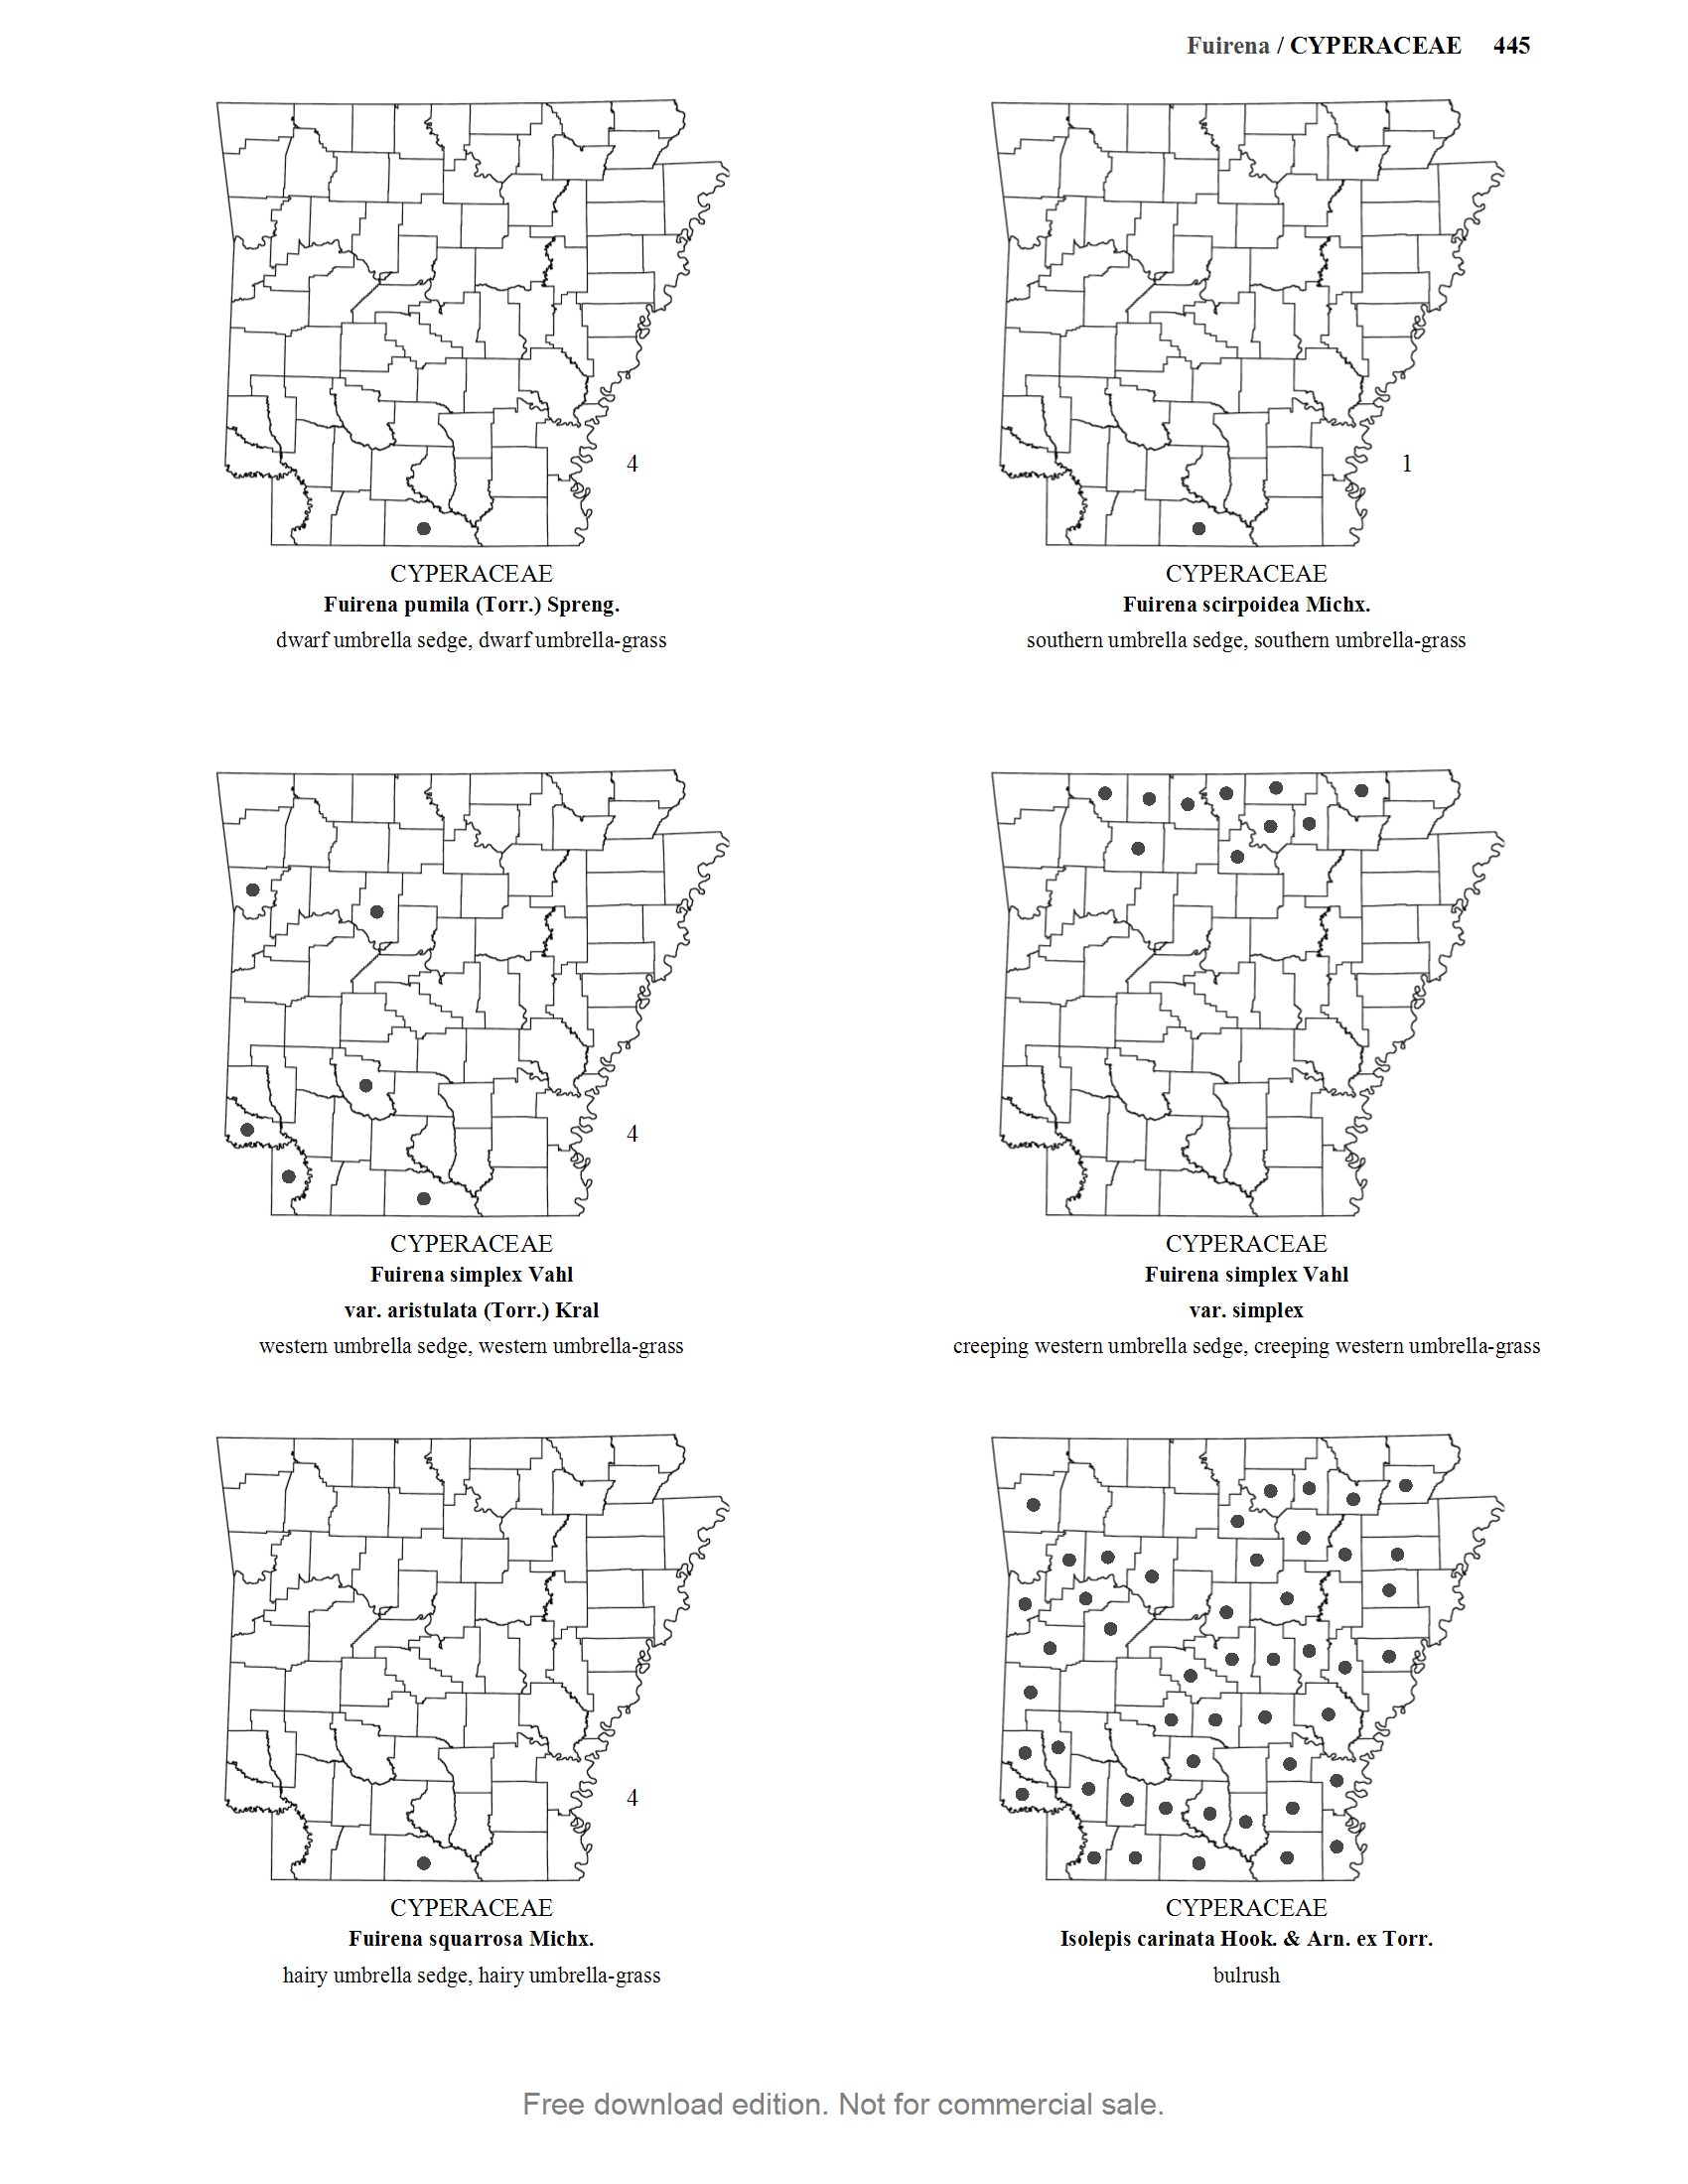 Fuirena / CYPERACEAE 445
4
CYPERACEAE
Fuirena pumila (Torr.) Spreng.
dwarf umbrella sedge, dwarf umbrella-grass
1
CYPERACEAE
Fuirena scirpoidea Michx.
southern umbrella sedge, southern umbrella-grass
4
CYPERACEAE
Fuirena simplex Vahl
var. aristulata (Torr.) Kral
western umbrella sedge, western umbrella-grass
CYPERACEAE
Fuirena simplex Vahl
var. simplex
creeping western umbrella sedge, creeping western umbrella-grass
4
CYPERACEAE
Fuirena squarrosa Michx.
hairy umbrella sedge, hairy umbrella-grass
CYPERACEAE
Isolepis carinata Hook. & Arn. ex Torr.
bulrush
Free download edition. Not for commercial sale.